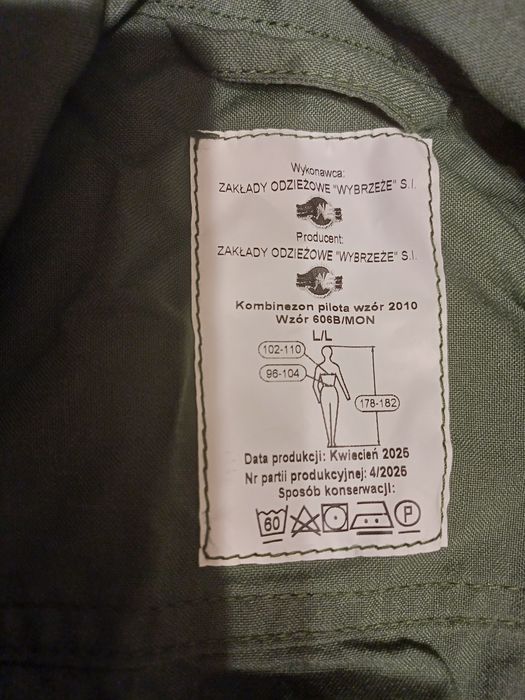 Wykonawca:
ZAKŁADY ODZIEŻOWE "WYBRZEŻE" S.I.
Producent:
ZAKŁADY ODZIEŻOWE "WYBRZEŻE" S.I.
Kombinezon pilota wzór 2010
Wzór 606B/MON
L/L
102-110
96-104
178-182
Data produkcji: Kwiecień 2025
Nr partii produkcyjnej: 4/2025
Sposób konserwacji:
60
P